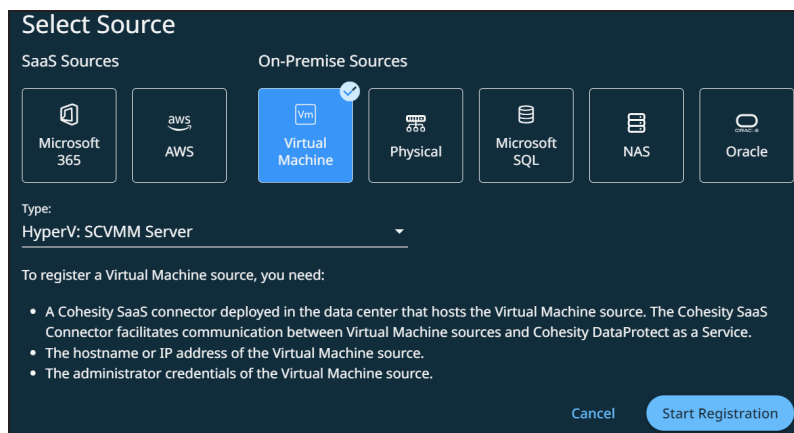 Select Source
SaaS Sources
On-Premise Sources
Microsoft
365
aws
AWS
Vm
Virtual
Machine
Physical
Microsoft
SQL
NAS
ORACLE
Oracle
Type:
HyperV: SCVMM Server
To register a Virtual Machine source, you need:
• A Cohesity SaaS connector deployed in the data center that hosts the Virtual Machine source. The Cohesity SaaS
Connector facilitates communication between Virtual Machine sources and Cohesity DataProtect as a Service.
• The hostname or IP address of the Virtual Machine source.
• The administrator credentials of the Virtual Machine source.
Cancel
Start Registration